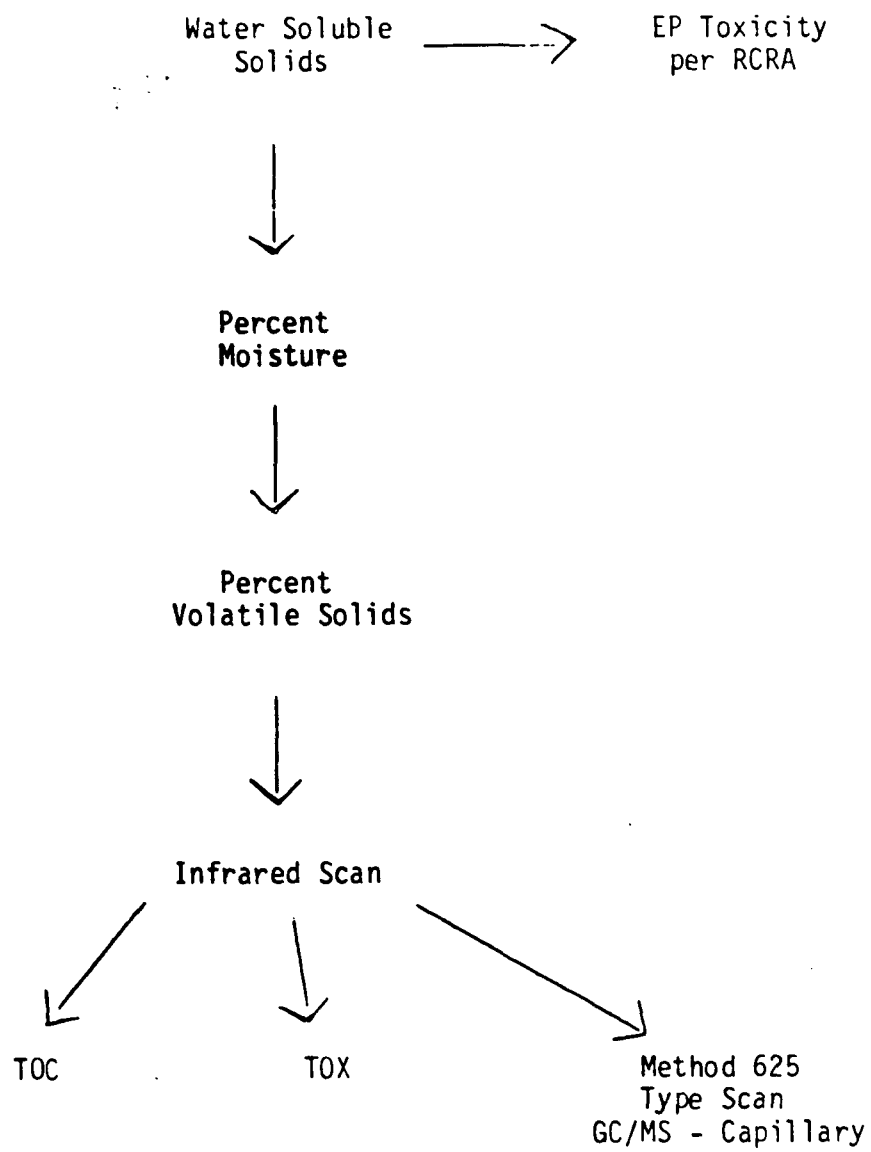 Water Soluble
Solids
EP Toxicity
per RCRA
Percent
Moisture
Percent
Volatile Solids
Infrared Scan
TOC
TOX
Method 625
Type Scan
GC/MS - Capillary